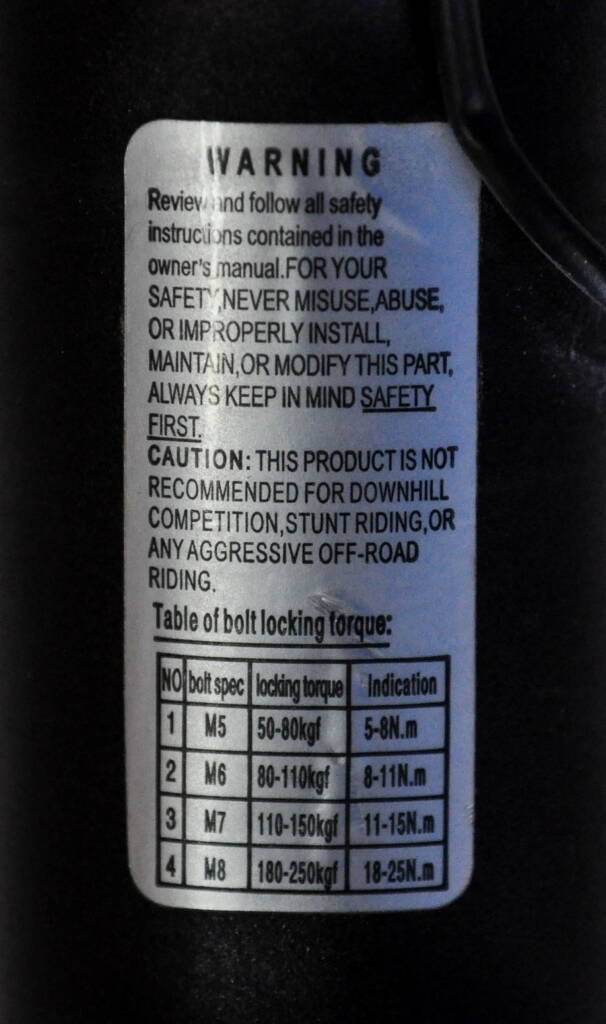 WARNING
Review and follow all safety
instructions contained in the
owner's manual.FOR YOUR
SAFETY,NEVER MISUSE,ABUSE,
OR IMPROPERLY INSTALL,
MAINTAIN,OR MODIFY THIS PART,
ALWAYS KEEP IN MIND SAFETY
FIRST.
CAUTION: THIS PRODUCT IS NOT
RECOMMENDED FOR DOWNHILL
COMPETITION,STUNT RIDING,OR
ANY AGGRESSIVE OFF-ROAD
RIDING.
Table of bolt locking torque:
NO bolt spec locking torque Indication
1 M5 50-80kgf 5-8N.m
2 M6 80-110kgf 8-11N.m
3 M7 110-150kgf 11-15N.m
4 M8 180-250kgf 18-25N.m